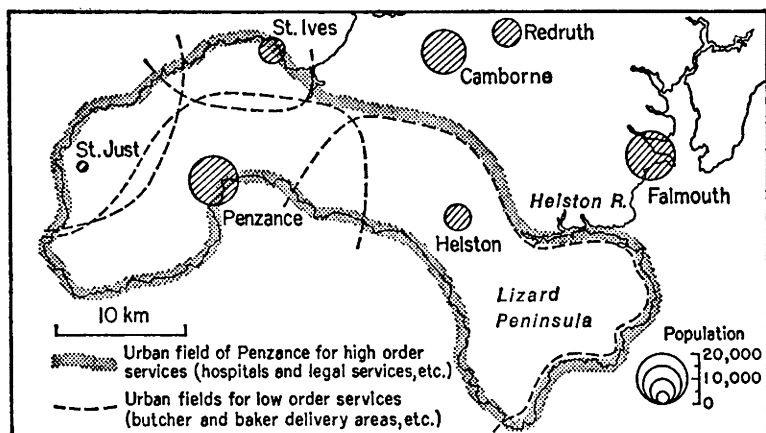 St. Ives
Redruth
Camborne
St. Just
Penzance
Helston R.
Falmouth
Helston
Lizard
Peninsula
10 km
Population
20,000
10,000
0
Urban field of Penzance for high order
services (hospitals and legal services,etc.)
Urban fields for low order services
(butcher and baker delivery areas,etc.)